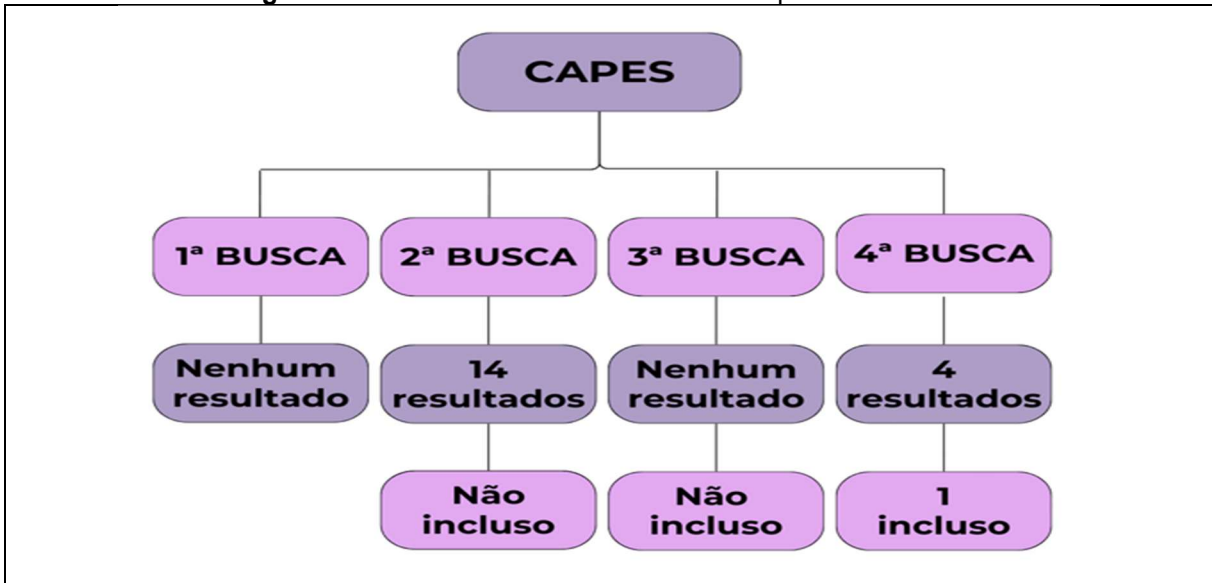 CAPES
1ª BUSCA
2ª BUSCA
3ª BUSCA
4ª BUSCA
Nenhum
resultado
14
resultados
Nenhum
resultado
4
resultados
Não
incluso
Não
incluso
1
incluso